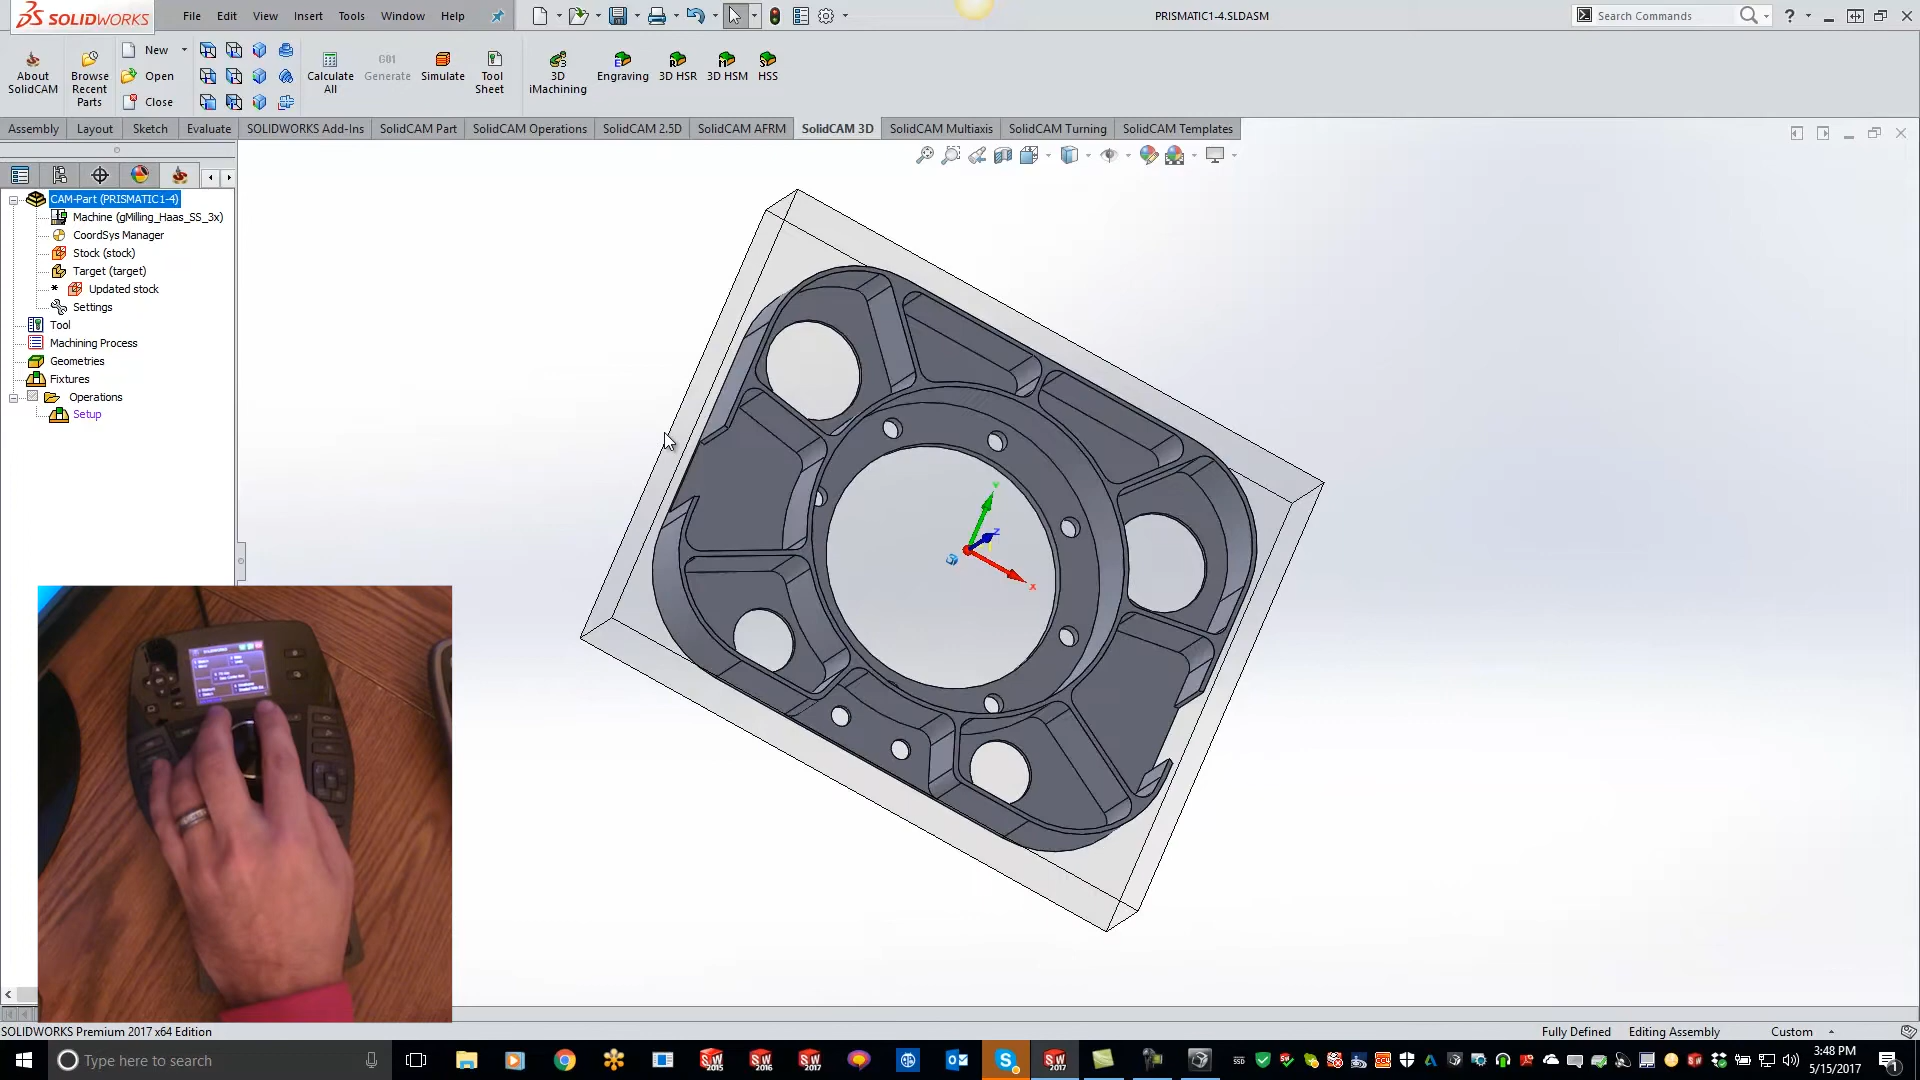 SOLIDWORKS
File
Edit
View
Insert
Tools
Window
Help
PRISMATIC1-4.SLDASM
Search Commands
About
SolidCAM
Browse
Recent
Parts
New
Open
Close
Calculate
All
G01
Generate
Simulate
Tool
Sheet
3D
iMachining
Engraving
3D HSR
3D HSM
HSS
Assembly
Layout
Sketch
Evaluate
SOLIDWORKS Add-Ins
SolidCAM Part
SolidCAM Operations
SolidCAM 2.5D
SolidCAM AFRM
SolidCAM 3D
SolidCAM Multiaxis
SolidCAM Turning
SolidCAM Templates
CAM-Part (PRISMATIC1-4)
Machine (gMilling_Haas_SS_3x)
CoordSys Manager
Stock (stock)
Target (target)
* Updated stock
Settings
Tool
Machining Process
Geometries
Fixtures
Operations
Setup
Y
Z
X
SOLIDWORKS Premium 2017 x64 Edition
Fully Defined
Editing Assembly
Custom
Type here to search
2015
2016
2017
2017
3:48 PM
5/15/2017